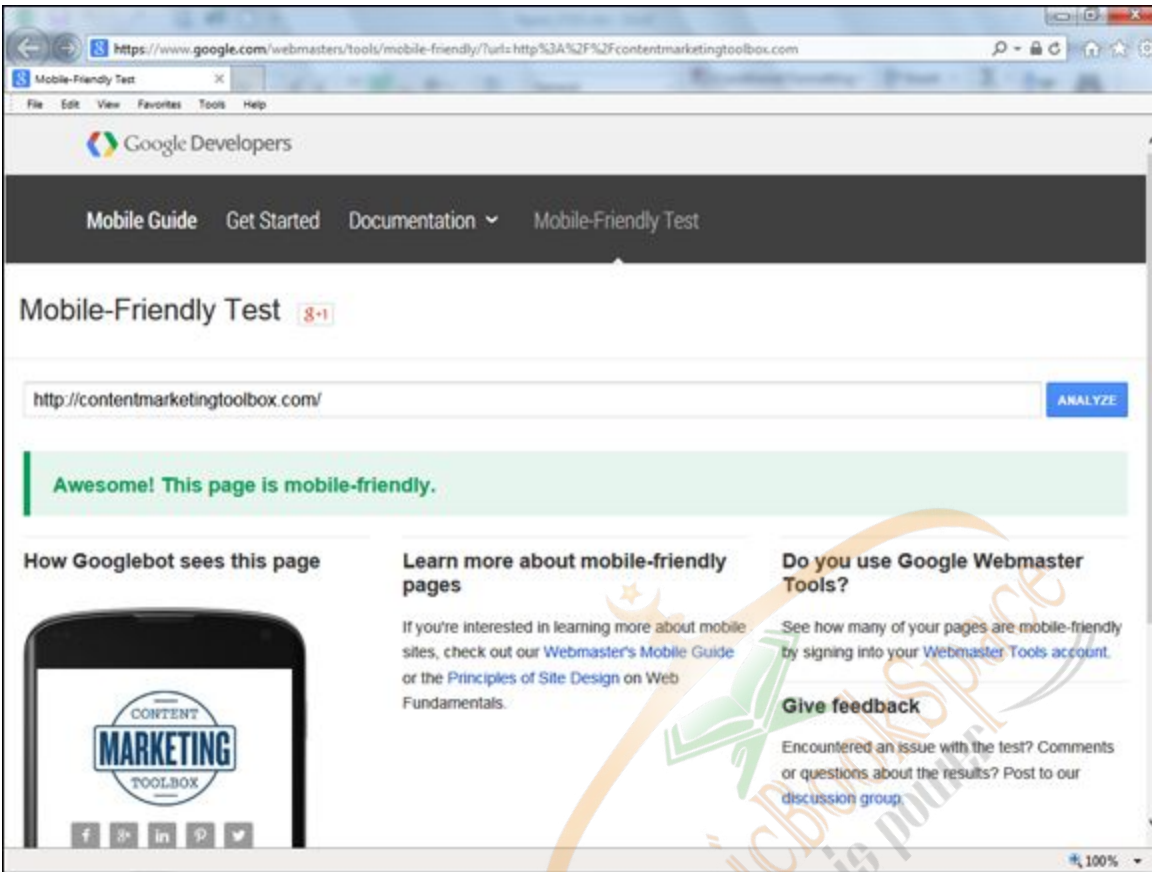 https://www.google.com/webmasters/tools/mobile-friendly/?url=http%3A%2F%2Fcontentmarketingtoolbox.com
Mobile-Friendly Test
File Edit View Favorites Tools Help
Google Developers
Mobile Guide Get Started Documentation Mobile-Friendly Test
Mobile-Friendly Test g+1
http://contentmarketingtoolbox.com/ ANALYZE
Awesome! This page is mobile-friendly.
How Googlebot sees this page
CONTENT
MARKETING
TOOLBOX
f g+ in P
Learn more about mobile-friendly
pages
If you're interested in learning more about mobile
sites, check out our Webmaster's Mobile Guide
or the Principles of Site Design on Web
Fundamentals.
Do you use Google Webmaster
Tools?
See how many of your pages are mobile-friendly
by signing into your Webmaster Tools account.
Give feedback
Encountered an issue with the test? Comments
or questions about the results? Post to our
discussion group.
icBookSpace
is power
100%